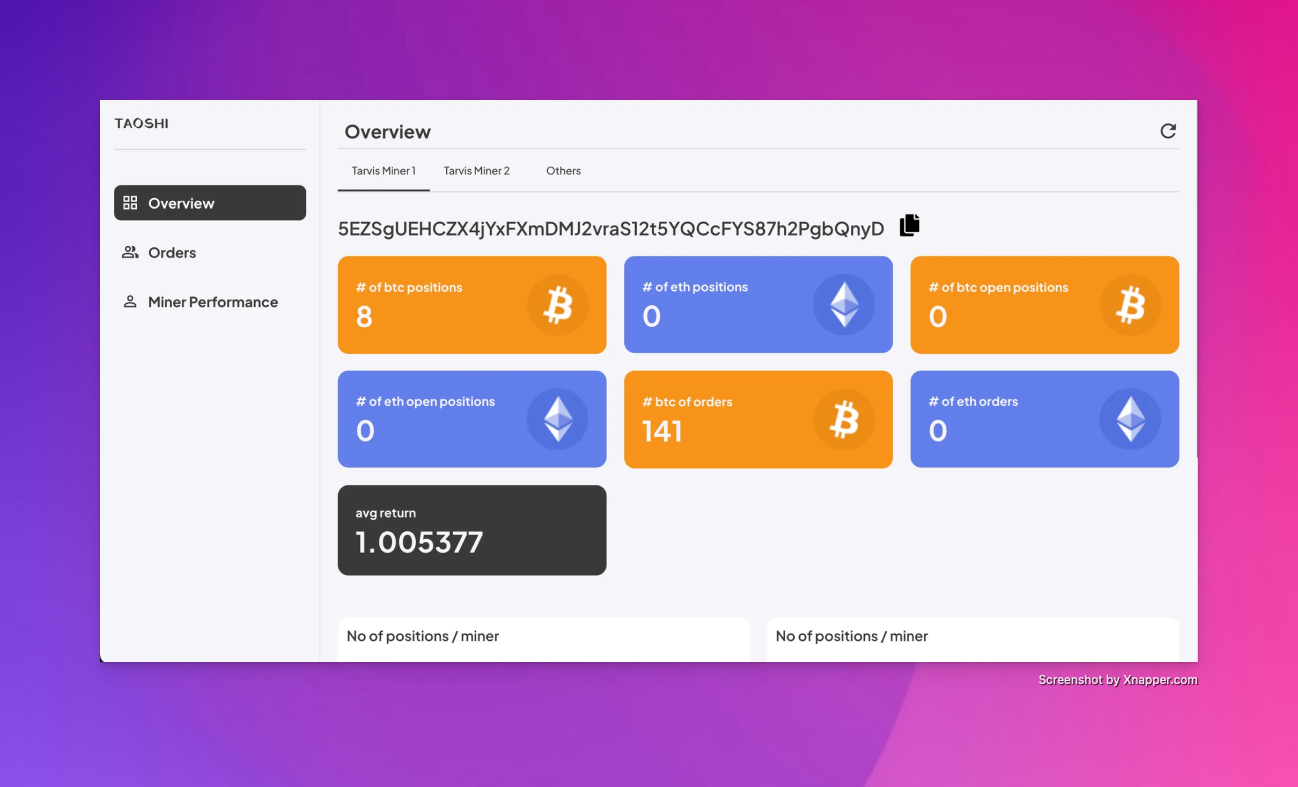 TAOSHI
Overview
Orders
Miner Performance
Overview
Tarvis Miner 1
Tarvis Miner 2
Others
5EZSgUEHCZX4jYxFXmDMJ2vraS12t5YQCcFYS87h2PgbQnyD
# of btc positions
8
# of eth positions
0
# of btc open positions
0
# of eth open positions
0
# btc of orders
141
# of eth orders
0
avg return
1.005377
No of positions / miner
No of positions / miner
Screenshot by Xnapper.com